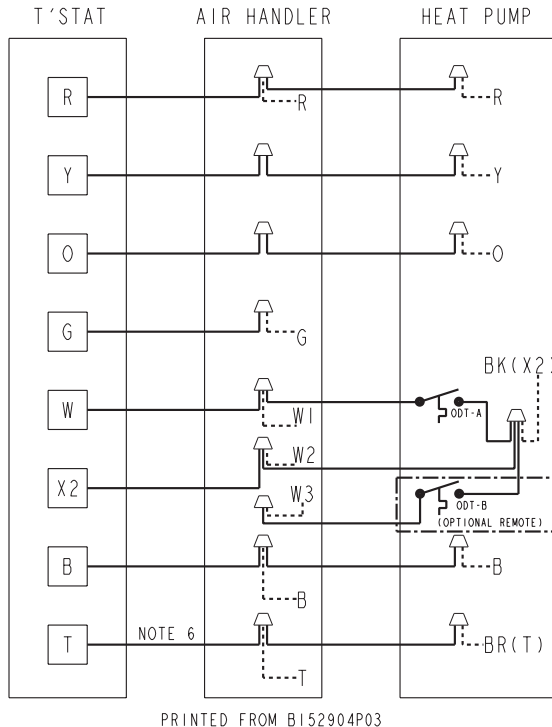 T'STAT AIR HANDLER HEAT PUMP
R R R
Y Y
O O
G G
BK(X2)
W W1 ODT-A
W2
X2 W3 ODT-B
(OPTIONAL REMOTE)
B B B
T NOTE 6 T BR(T)
PRINTED FROM B152904P03